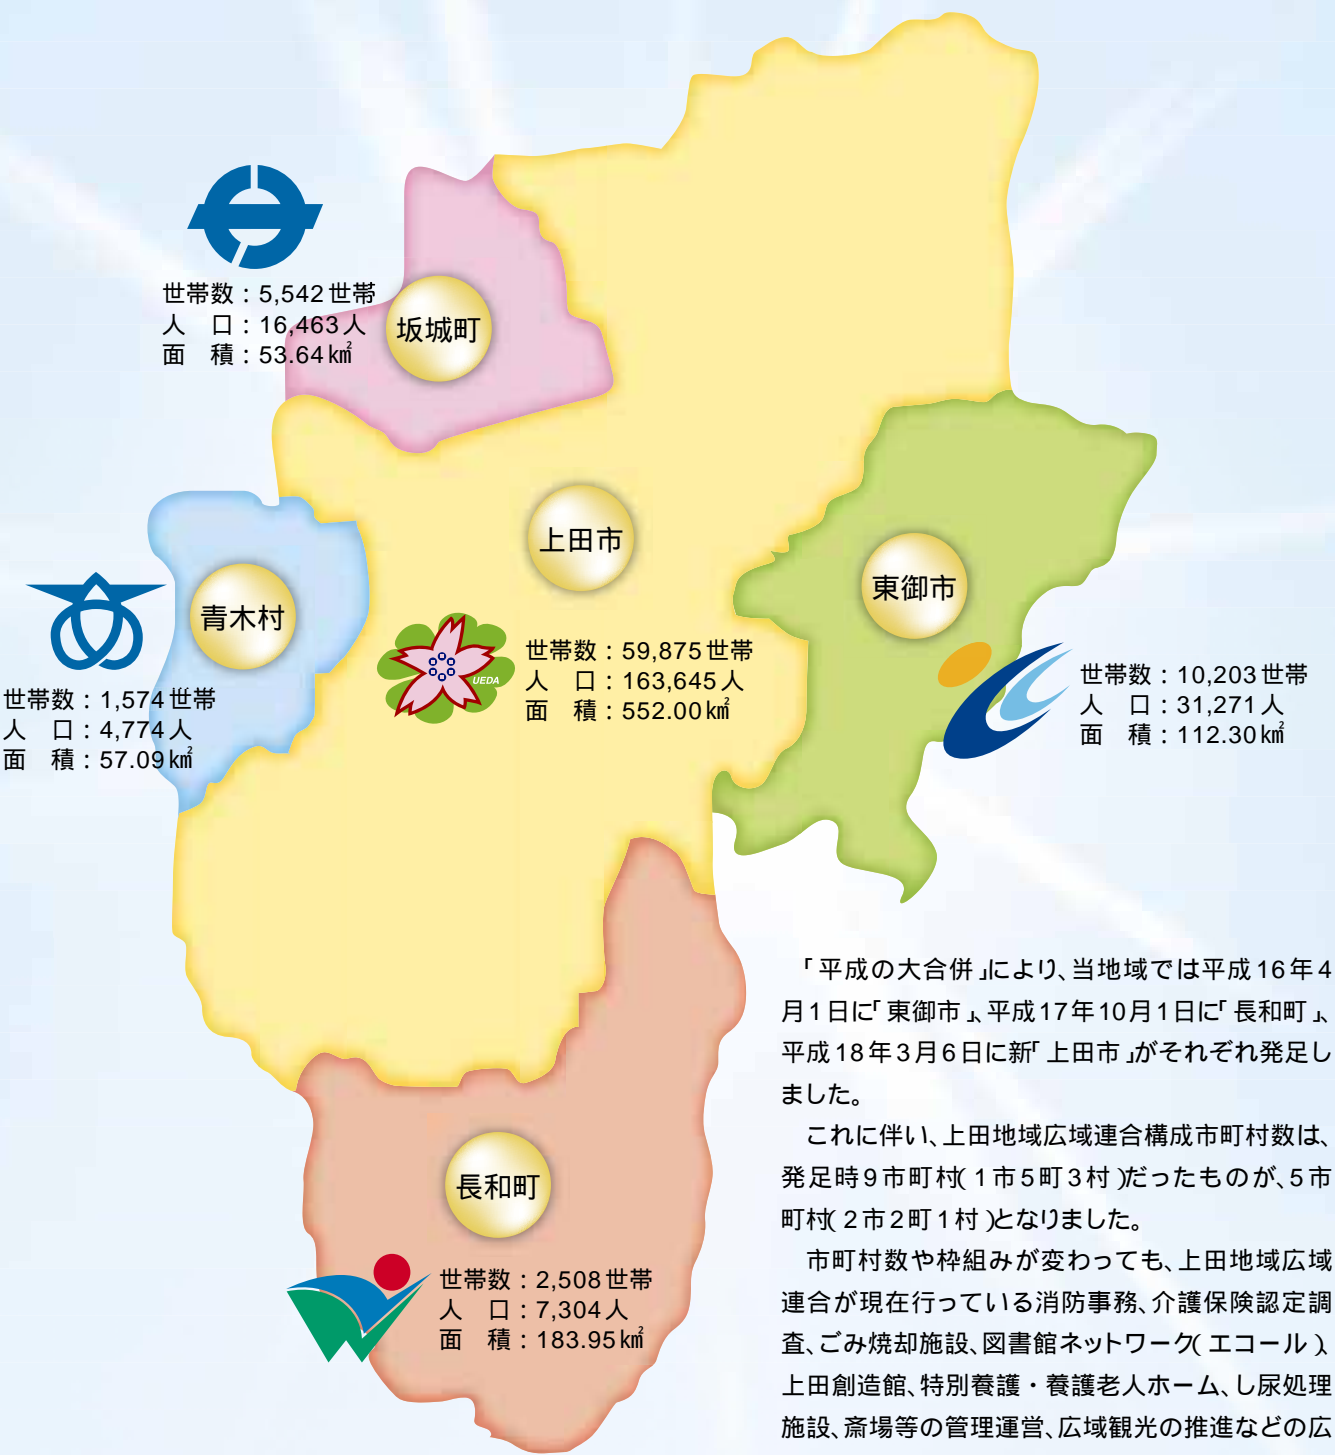 坂城町
世帯数：5,542世帯
人　口：16,463人
面　積：53.64㎢
上田市
UEDA
世帯数：59,875世帯
人　口：163,645人
面　積：552.00㎢
東御市
世帯数：10,203世帯
人　口：31,271人
面　積：112.30㎢
青木村
世帯数：1,574世帯
人　口：4,774人
面　積：57.09㎢
長和町
世帯数：2,508世帯
人　口：7,304人
面　積：183.95㎢
「平成の大合併」により、当地域では平成16年4
月1日に「東御市」、平成17年10月1日に「長和町」、
平成18年3月6日に新「上田市」がそれぞれ発足し
ました。
これに伴い、上田地域広域連合構成市町村数は、
発足時9市町村(1市5町3村)だったものが、5市
町村(2市2町1村)となりました。
市町村数や枠組みが変わっても、上田地域広域
連合が現在行っている消防事務、介護保険認定調
査、ごみ焼却施設、図書館ネットワーク(エコール)、
上田創造館、特別養護・養護老人ホーム、し尿処理
施設、斎場等の管理運営、広域観光の推進などの広